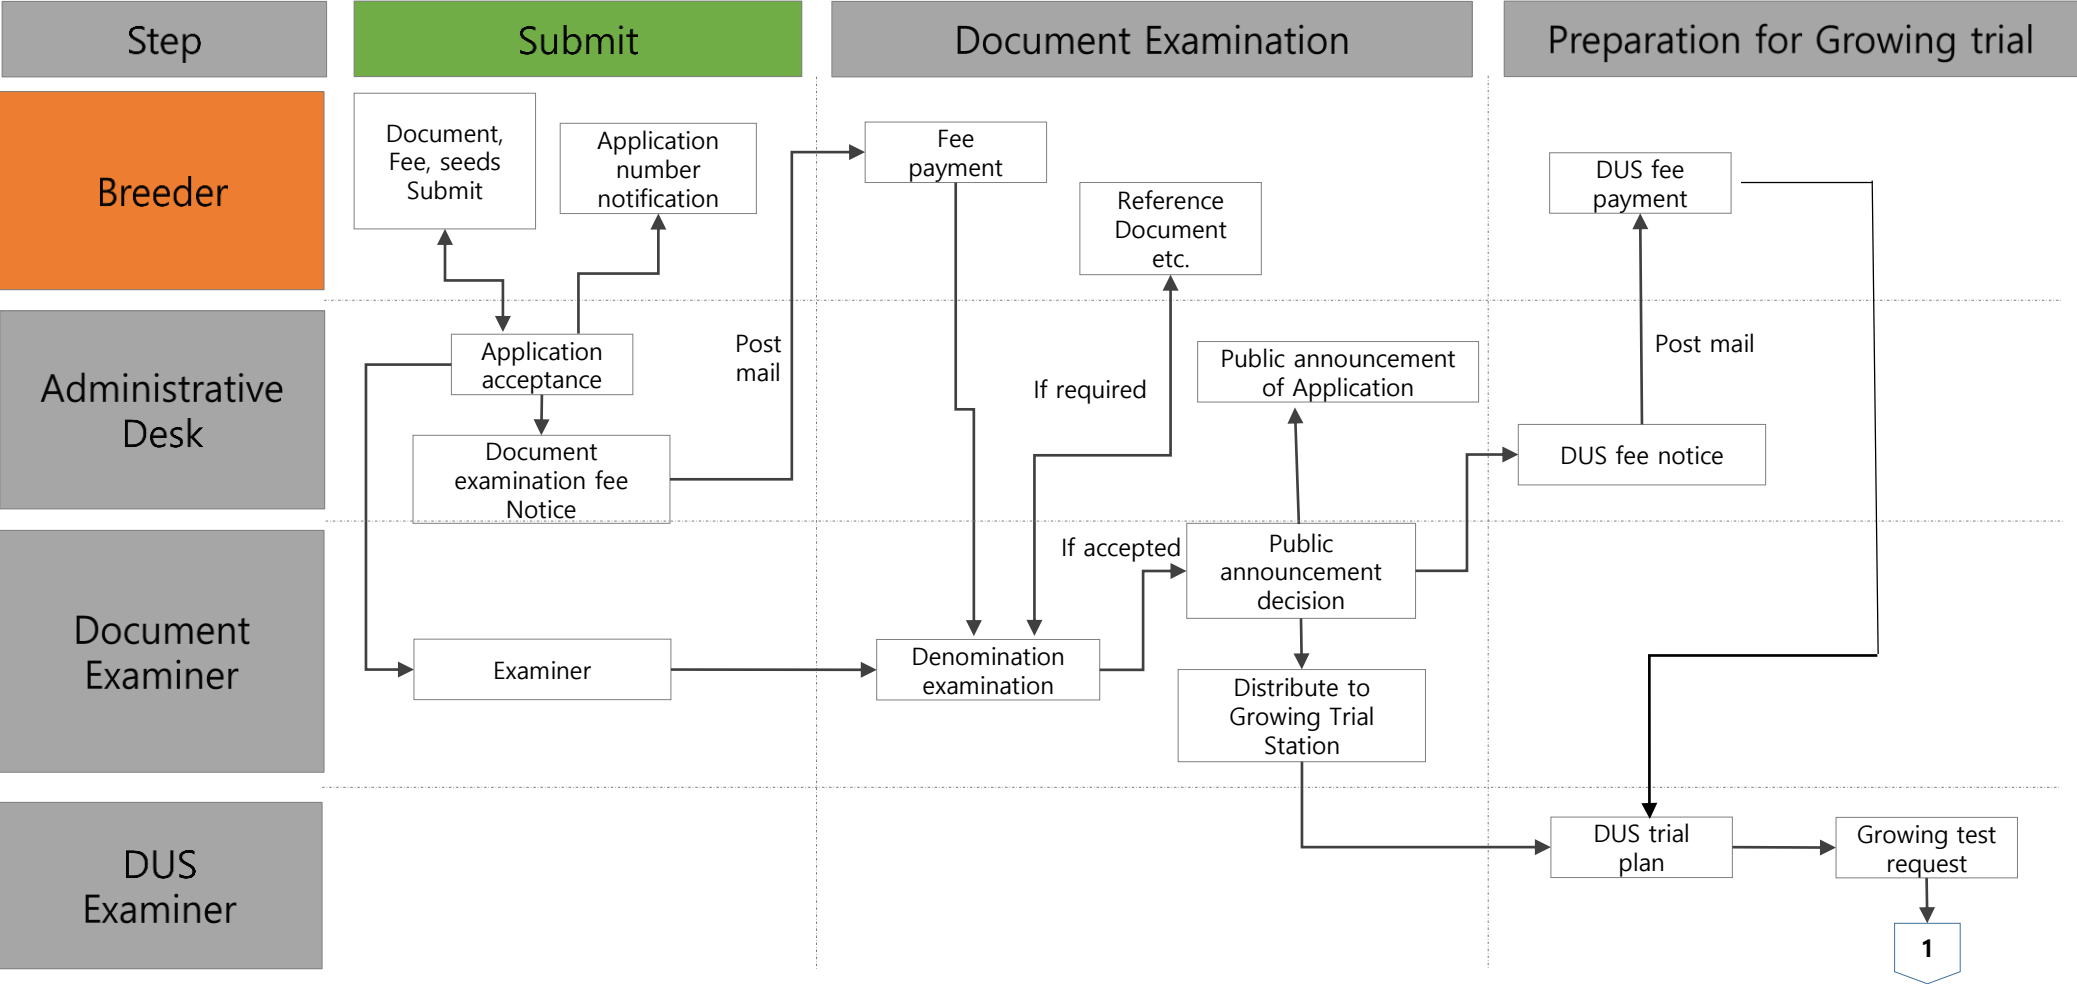 Step
Submit
Document Examination
Preparation for Growing trial
Breeder
Document,
Fee, seeds
Submit
Application
number
notification
Fee
payment
Reference
Document
etc.
DUS fee
payment
Administrative
Desk
Application
acceptance
Post
mail
Document
examination fee
Notice
If required
Public announcement
of Application
Post mail
DUS fee notice
Document
Examiner
Examiner
Denomination
examination
If accepted
Public
announcement
decision
Distribute to
Growing Trial
Station
DUS
Examiner
DUS trial
plan
Growing test
request
1